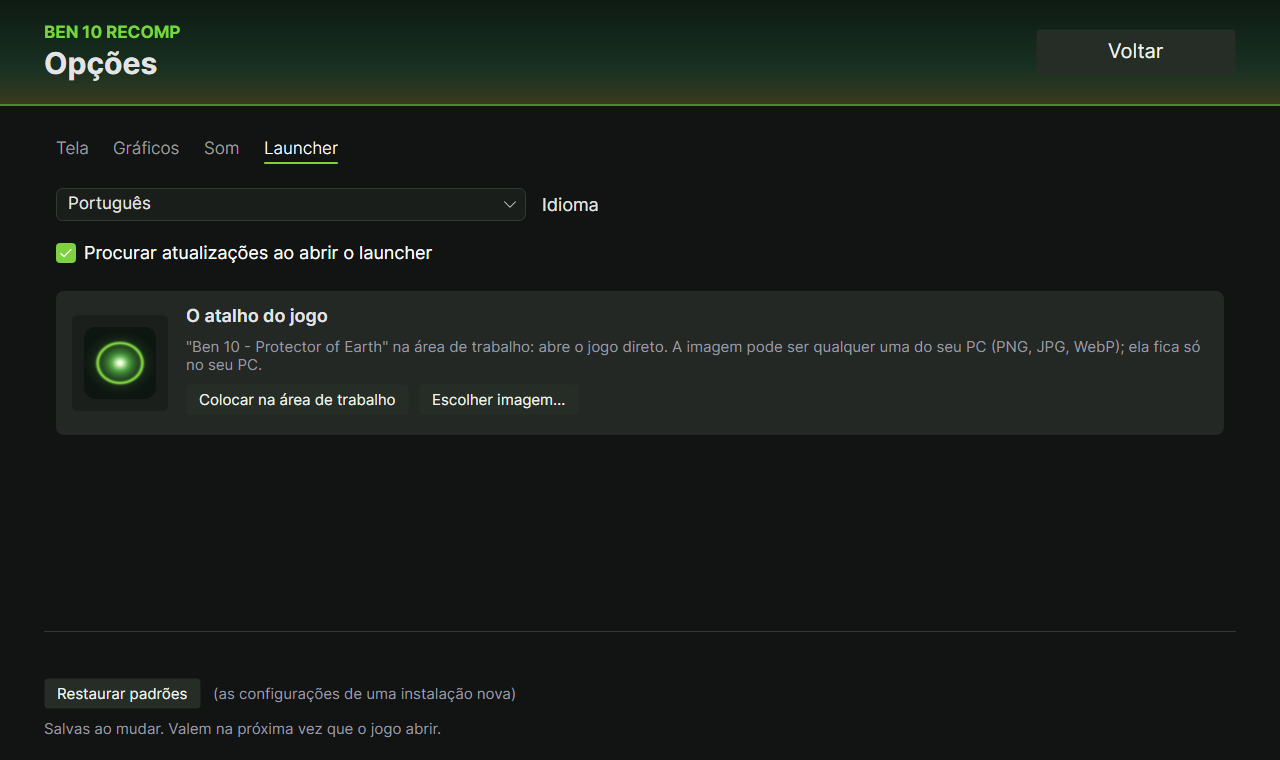 BEN 10 RECOMP
Opções
Voltar
Tela
Gráficos
Som
Launcher
Português
Idioma
Procurar atualizações ao abrir o launcher
O atalho do jogo
"Ben 10 - Protector of Earth" na área de trabalho: abre o jogo direto. A imagem pode ser qualquer uma do seu PC (PNG, JPG, WebP); ela fica só
no seu PC.
Colocar na área de trabalho
Escolher imagem...
Restaurar padrões
(as configurações de uma instalação nova)
Salvas ao mudar. Valem na próxima vez que o jogo abrir.